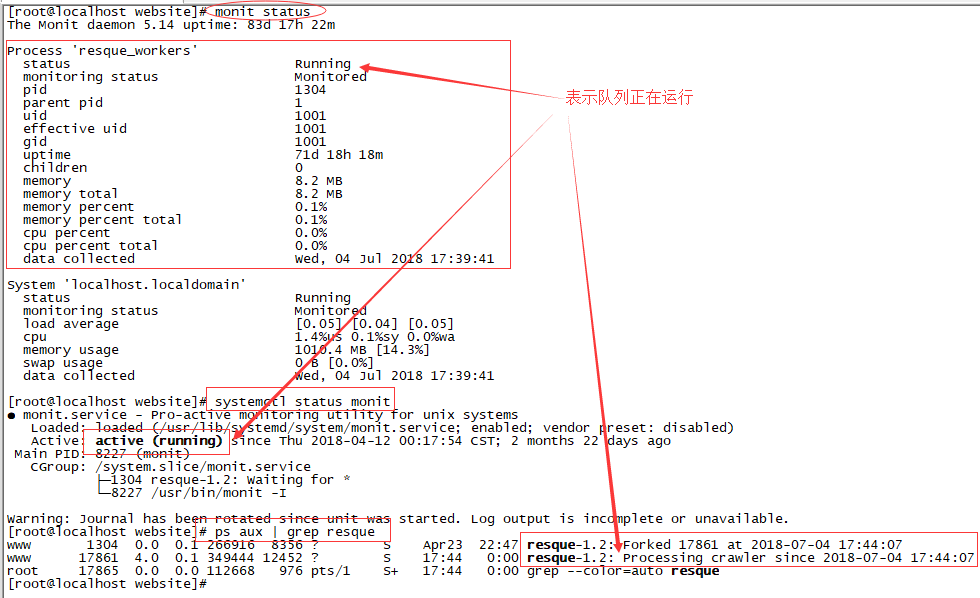 [root@localhost website]# monit status
The Monit daemon 5.14 uptime: 83d 17h 22m
Process 'resque_workers'
status Running
monitoring status Monitored
pid 1304
parent pid 1
uid 1001
effective uid 1001
gid 1001
uptime 71d 18h 18m
children 0
memory 8.2 MB
memory total 8.2 MB
memory percent 0.1%
memory percent total 0.1%
cpu percent 0.0%
cpu percent total 0.0%
data collected Wed, 04 Jul 2018 17:39:41
表示队列正在运行
System 'localhost.localdomain'
status Running
monitoring status Monitored
load average [0.05] [0.04] [0.05]
cpu 1.4%us 0.1%sy 0.0%wa
memory usage 1010.4 MB [14.3%]
swap usage 0 B [0.0%]
data collected Wed, 04 Jul 2018 17:39:41
[root@localhost website]# systemctl status monit
● monit.service - Pro-active monitoring utility for unix systems
Loaded: loaded (/usr/lib/systemd/system/monit.service; enabled; vendor preset: disabled)
Active: active (running) since Thu 2018-04-12 00:17:54 CST; 2 months 22 days ago
Main PID: 8227 (monit)
CGroup: /system.slice/monit.service
├─1304 resque-1.2: Waiting for *
└─8227 /usr/bin/monit -I
Warning: Journal has been rotated since unit was started. Log output is incomplete or unavailable.
[root@localhost website]# ps aux | grep resque
www 1304 0.0 0.1 266916 8356 ? S Apr23 22:47 resque-1.2: Forked 17861 at 2018-07-04 17:44:07
www 17861 4.0 0.1 349444 12452 ? S 17:44 0:00 resque-1.2: Processing crawler since 2018-07-04 17:44:07
root 17865 0.0 0.0 112668 976 pts/1 S+ 17:44 0:00 grep --color=auto resque
[root@localhost website]#